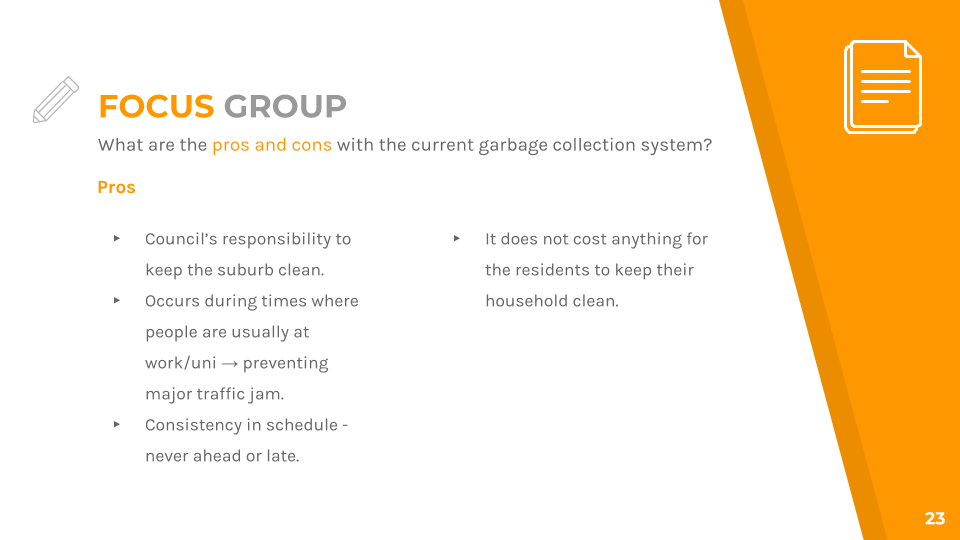 FOCUS GROUP
What are the pros and cons with the current garbage collection system?
Pros
▸ Council’s responsibility to
keep the suburb clean.
▸ Occurs during times where
people are usually at
work/uni → preventing
major traffic jam.
▸ Consistency in schedule -
never ahead or late.
▸ It does not cost anything for
the residents to keep their
household clean.
23